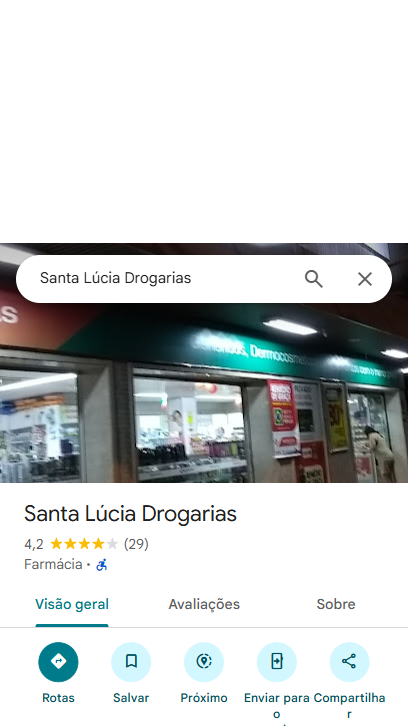 Santa Lúcia Drogarias
Dermocosm
Santa Lúcia Drogarias
4,2 (29)
Farmácia ·
Visão geral Avaliações Sobre
Rotas Salvar Próximo Enviar para o Compartilhar